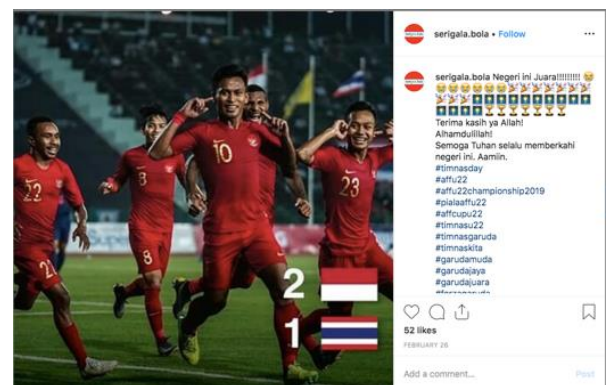 serigala.bola • Follow
serigala.bola Negeri ini Juara!!!!!!!!!
Terima kasih ya Allah!
Alhamdulillah!
Semoga Tuhan selalu memberkahi
negeri ini. Aamiin.
#timnasday
#affu22
#affu22championship2019
#pialaaffu22
#affcupu22
#timnasu22
#timnasgaruda
#timnaskita
#garudamuda
#garudajaya
#garudajuara
52 likes
FEBRUARY 26
Add a comment...
Post
22
8
8
10
23
2
1